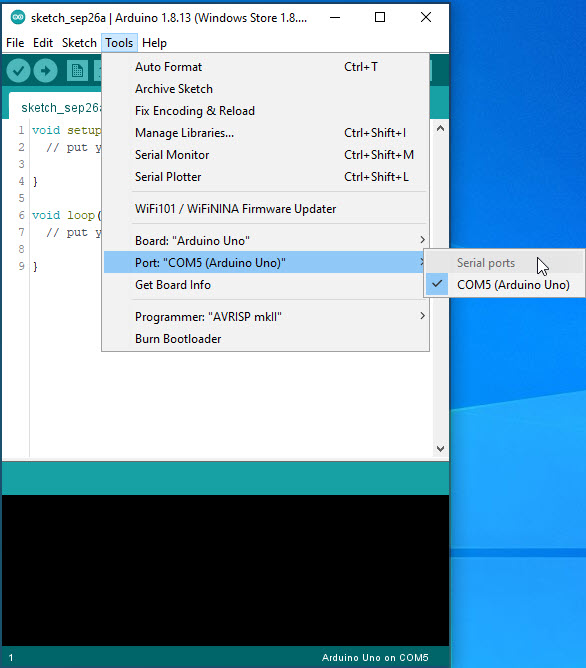 sketch_sep26a | Arduino 1.8.13 (Windows Store 1.8....
File Edit Sketch Tools Help
sketch_sep26a
Auto Format Ctrl+T
Archive Sketch
Fix Encoding & Reload
Manage Libraries... Ctrl+Shift+I
Serial Monitor Ctrl+Shift+M
Serial Plotter Ctrl+Shift+L
WiFi101 / WiFiNINA Firmware Updater
Board: "Arduino Uno"
Port: "COM5 (Arduino Uno)"
Get Board Info
Programmer: "AVRISP mkII"
Burn Bootloader
Serial ports
COM5 (Arduino Uno)
1 void setup
2 // put y
3
4 }
5
6 void loop(
7 // put y
8
9 }
1 Arduino Uno on COM5